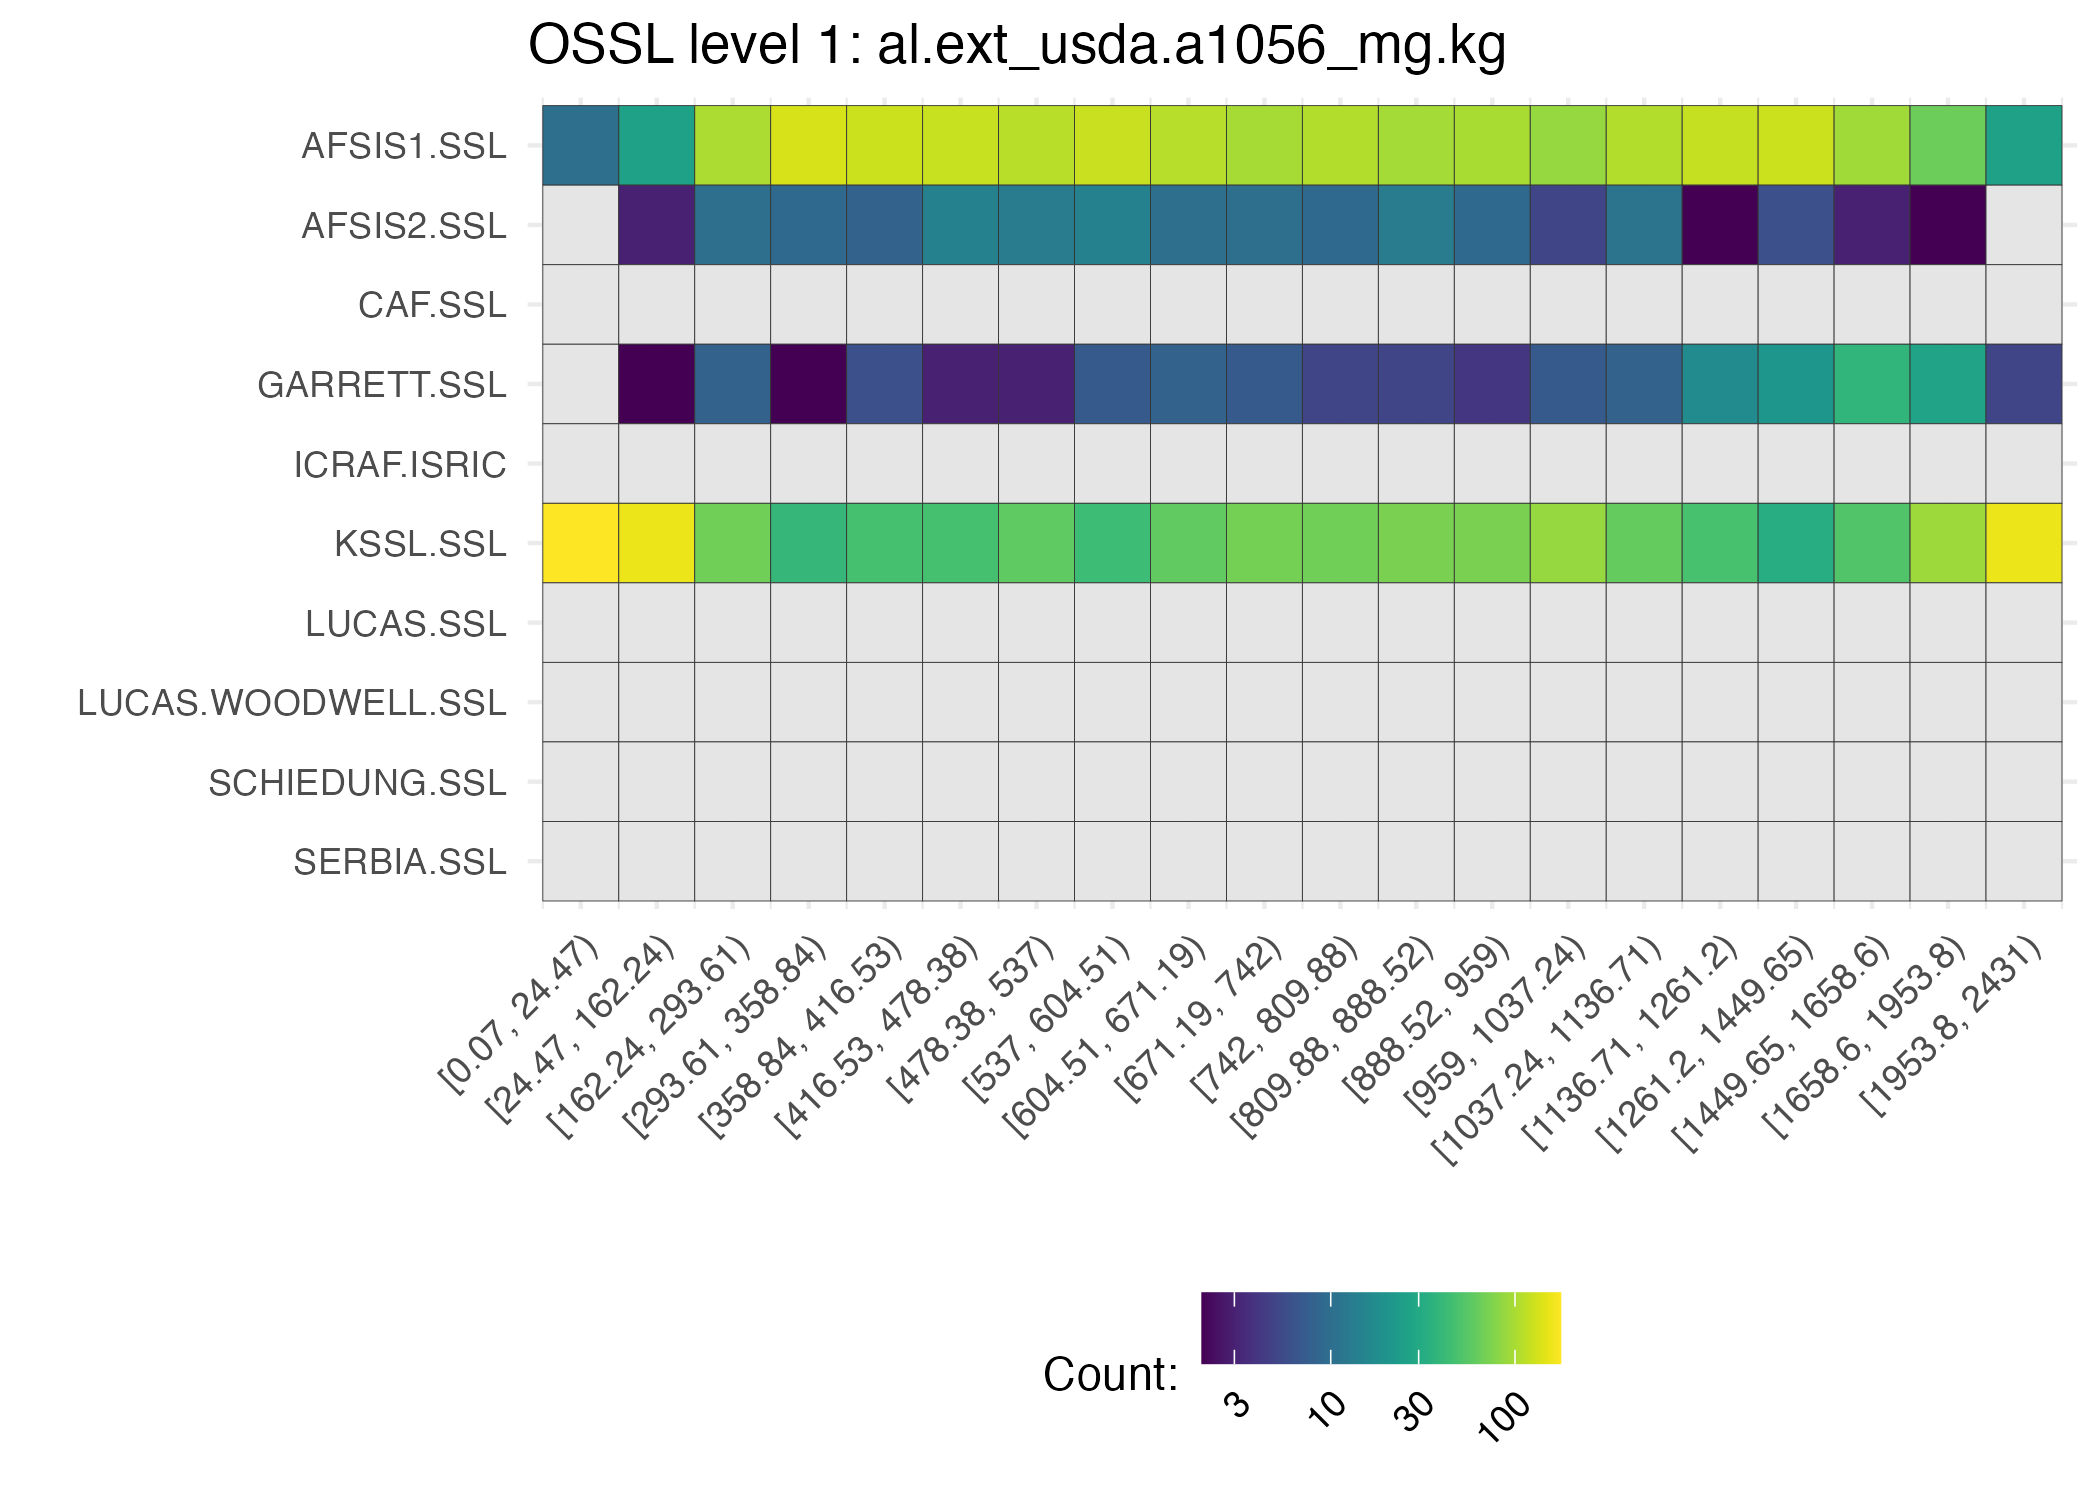 OSSL level 1: al.ext_usda.a1056_mg.kg
AFSIS1.SSL
AFSIS2.SSL
CAF.SSL
GARRETT.SSL
ICRAF.ISRIC
KSSL.SSL
LUCAS.SSL
LUCAS.WOODWELL.SSL
SCHIEDUNG.SSL
SERBIA.SSL
[0.07, 24.47)
[24.47, 162.24)
[162.24, 293.61)
[293.61, 358.84)
[358.84, 416.53)
[416.53, 478.38)
[478.38, 537)
[537, 604.51)
[604.51, 671.19)
[671.19, 742)
[742, 809.88)
[809.88, 888.52)
[888.52, 959)
[959, 1037.24)
[1037.24, 1136.71)
[1136.71, 1261.2)
[1261.2, 1449.65)
[1449.65, 1658.6)
[1658.6, 1953.8)
[1953.8, 2431)
Count:
3
10
30
100